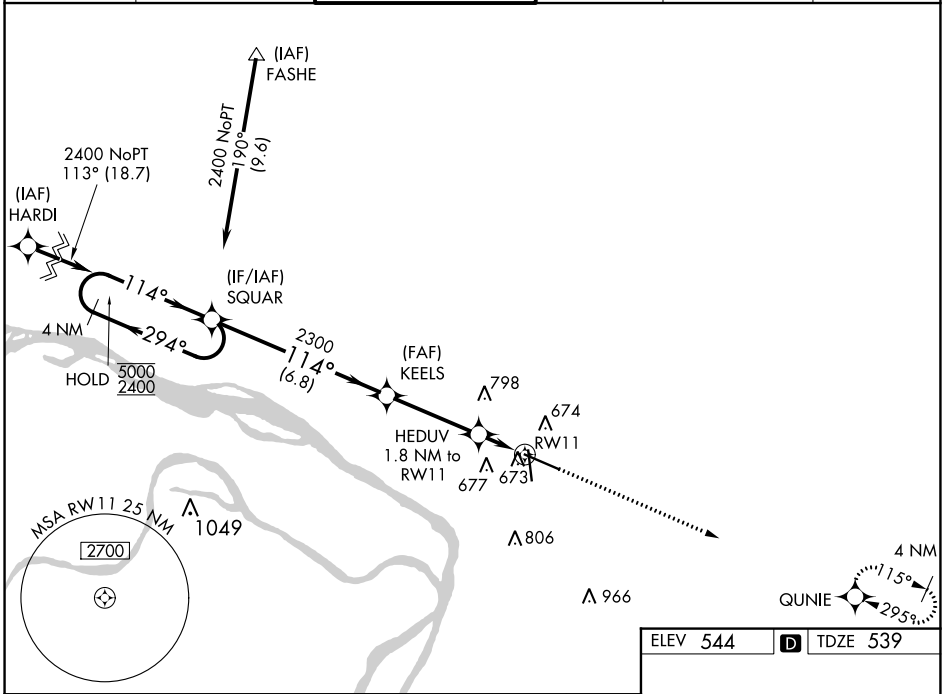 (IAF)
FASHE
2400 NoPT
190°
(9.6)
2400 NoPT
113° (18.7)
(IAF)
HARDI
(IF/IAF)
SQUAR
114°
4 NM
294°
HOLD
5000
2400
2300
114°
(6.8)
(FAF)
KEELS
798
674
HEDUV
1.8 NM to
RW11
RW11
677
673
MSA RW11 25 NM
2700
1049
806
966
4 NM
QUNIE
115°
295°
ELEV 544 D TDZE 539